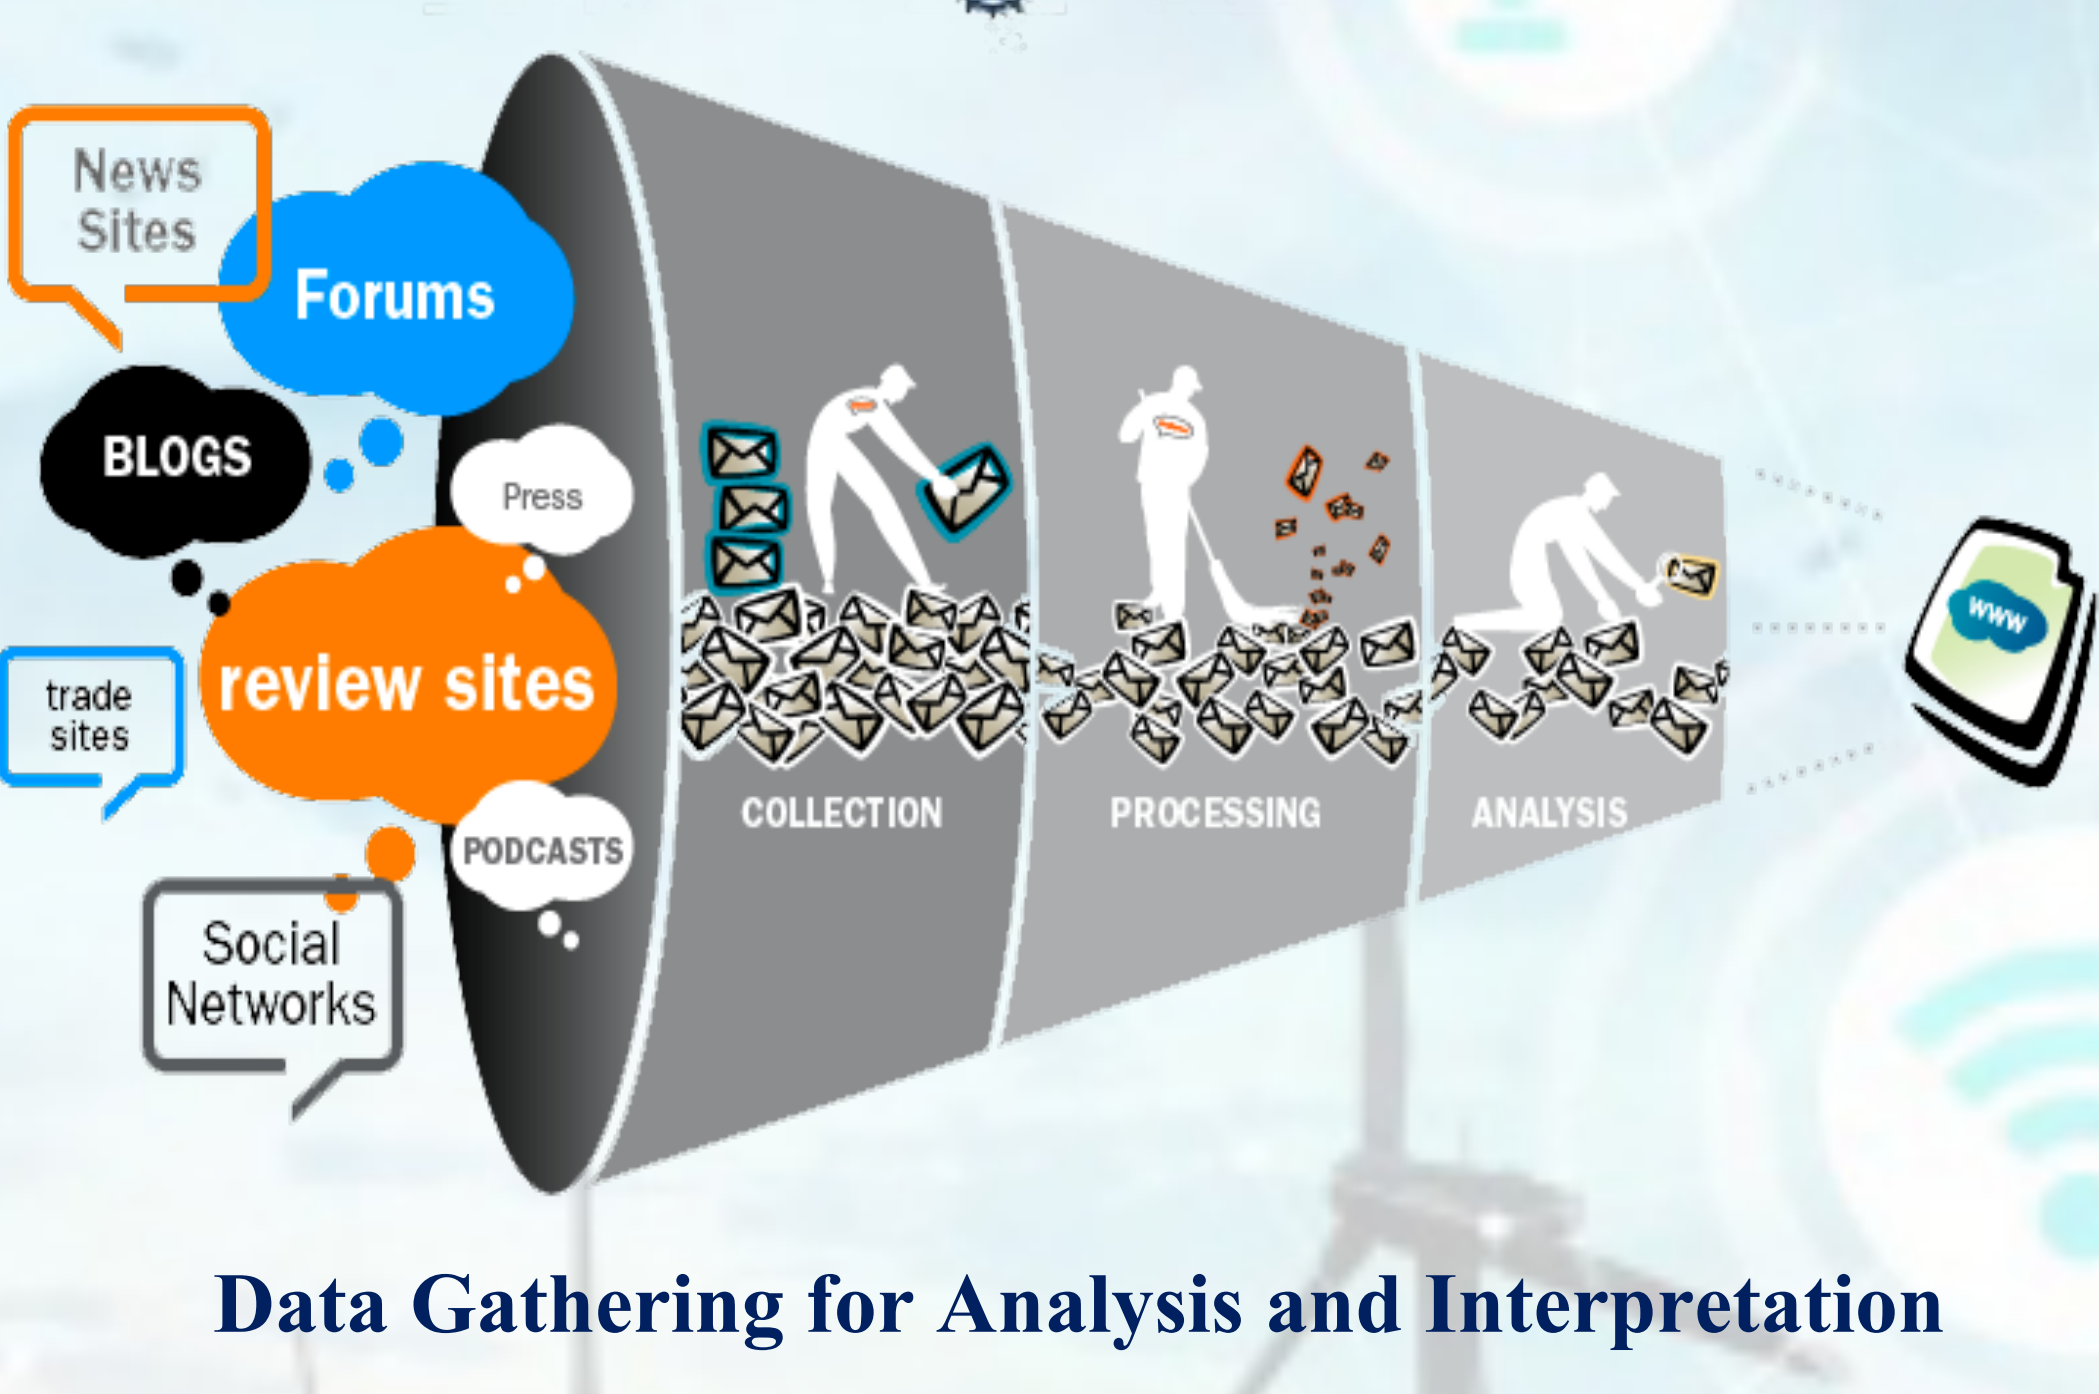 News
Sites
Forums
BLOGS
Press
review sites
trade
sites
PODCASTS
Social
Networks
COLLECTION
PROCESSING
ANALYSIS
www
Data Gathering for Analysis and Interpretation